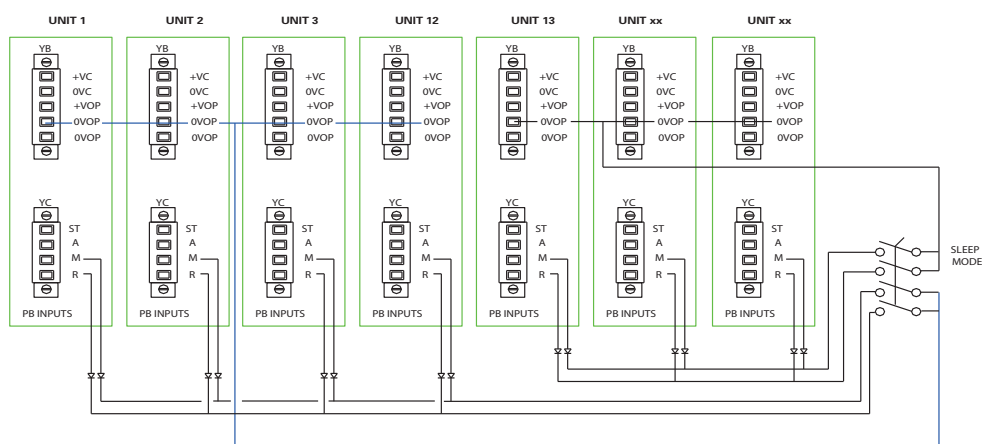 UNIT 1 UNIT 2 UNIT 3 UNIT 12 UNIT 13 UNIT xx UNIT xx
YB YB YB YB YB YB YB
+VC +VC +VC +VC +VC +VC +VC
0VC 0VC 0VC 0VC 0VC 0VC 0VC
+VOP +VOP +VOP +VOP +VOP +VOP +VOP
0VOP 0VOP 0VOP 0VOP 0VOP 0VOP 0VOP
0VOP 0VOP 0VOP 0VOP 0VOP 0VOP 0VOP
YC YC YC YC YC YC YC
ST ST ST ST ST ST ST
A A A A A A A
M M M M M M M
R R R R R R R
SLEEP
MODE
PB INPUTS PB INPUTS PB INPUTS PB INPUTS PB INPUTS PB INPUTS PB INPUTS